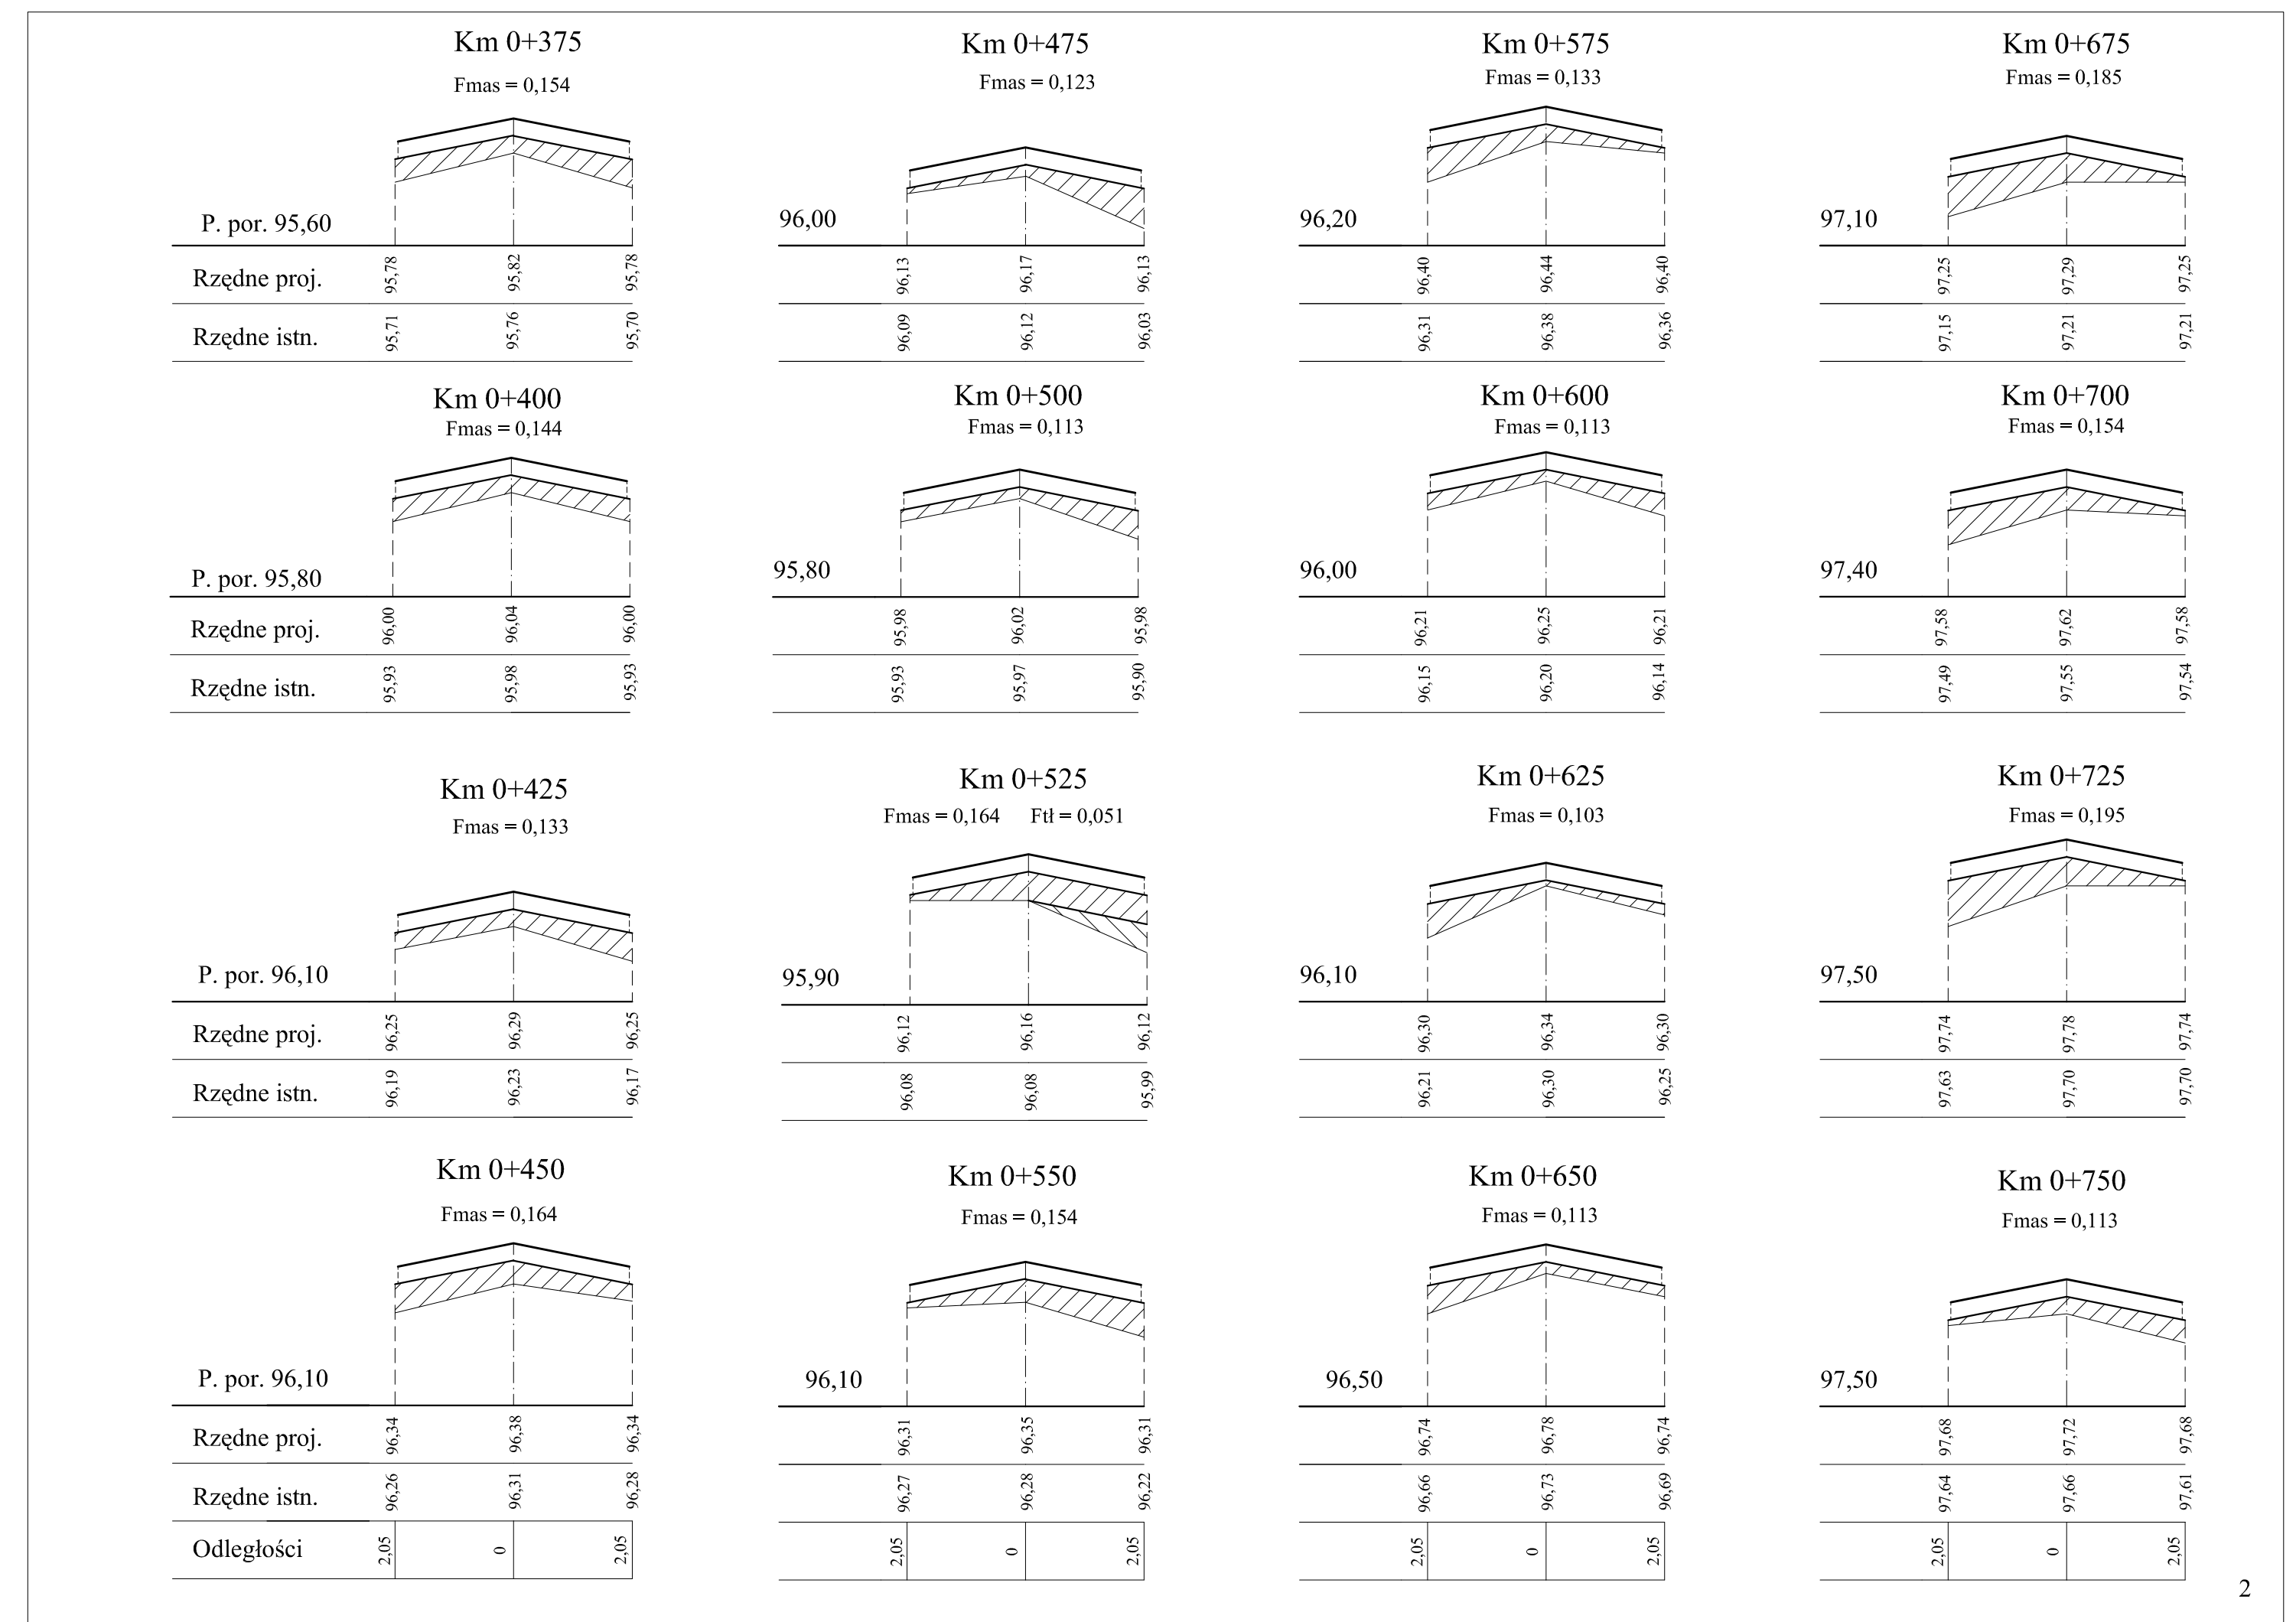 Km 0+375
Fmas = 0,154
P. por. 95,60
Rzędne proj. 95,78 95,82 95,78
Rzędne istn. 95,71 95,76 95,70
Km 0+475
Fmas = 0,123
96,00
96,13 96,17 96,13
96,09 96,12 96,03
Km 0+575
Fmas = 0,133
96,20
96,40 96,44 96,40
96,31 96,38 96,36
Km 0+675
Fmas = 0,185
97,10
97,25 97,29 97,25
97,15 97,21 97,21
Km 0+400
Fmas = 0,144
P. por. 95,80
Rzędne proj. 96,00 96,04 96,00
Rzędne istn. 95,93 95,98 95,93
Km 0+500
Fmas = 0,113
95,80
95,98 96,02 95,98
95,93 95,97 95,90
Km 0+600
Fmas = 0,113
96,00
96,21 96,25 96,21
96,15 96,20 96,14
Km 0+700
Fmas = 0,154
97,40
97,58 97,62 97,58
97,49 97,55 97,54
Km 0+425
Fmas = 0,133
P. por. 96,10
Rzędne proj. 96,25 96,29 96,25
Rzędne istn. 96,19 96,23 96,17
Km 0+525
Fmas = 0,164 Ftł = 0,051
95,90
96,12 96,16 96,12
96,08 96,08 95,99
Km 0+625
Fmas = 0,103
96,10
96,30 96,34 96,30
96,21 96,30 96,25
Km 0+725
Fmas = 0,195
97,50
97,74 97,78 97,74
97,63 97,70 97,70
Km 0+450
Fmas = 0,164
P. por. 96,10
Rzędne proj. 96,34 96,38 96,34
Rzędne istn. 96,26 96,31 96,28
Odległości 2,05 0 2,05
Km 0+550
Fmas = 0,154
96,10
96,31 96,35 96,31
96,27 96,28 96,22
2,05 0 2,05
Km 0+650
Fmas = 0,113
96,50
96,74 96,78 96,74
96,66 96,73 96,69
2,05 0 2,05
Km 0+750
Fmas = 0,113
97,50
97,68 97,72 97,68
97,64 97,66 97,61
2,05 0 2,05
2